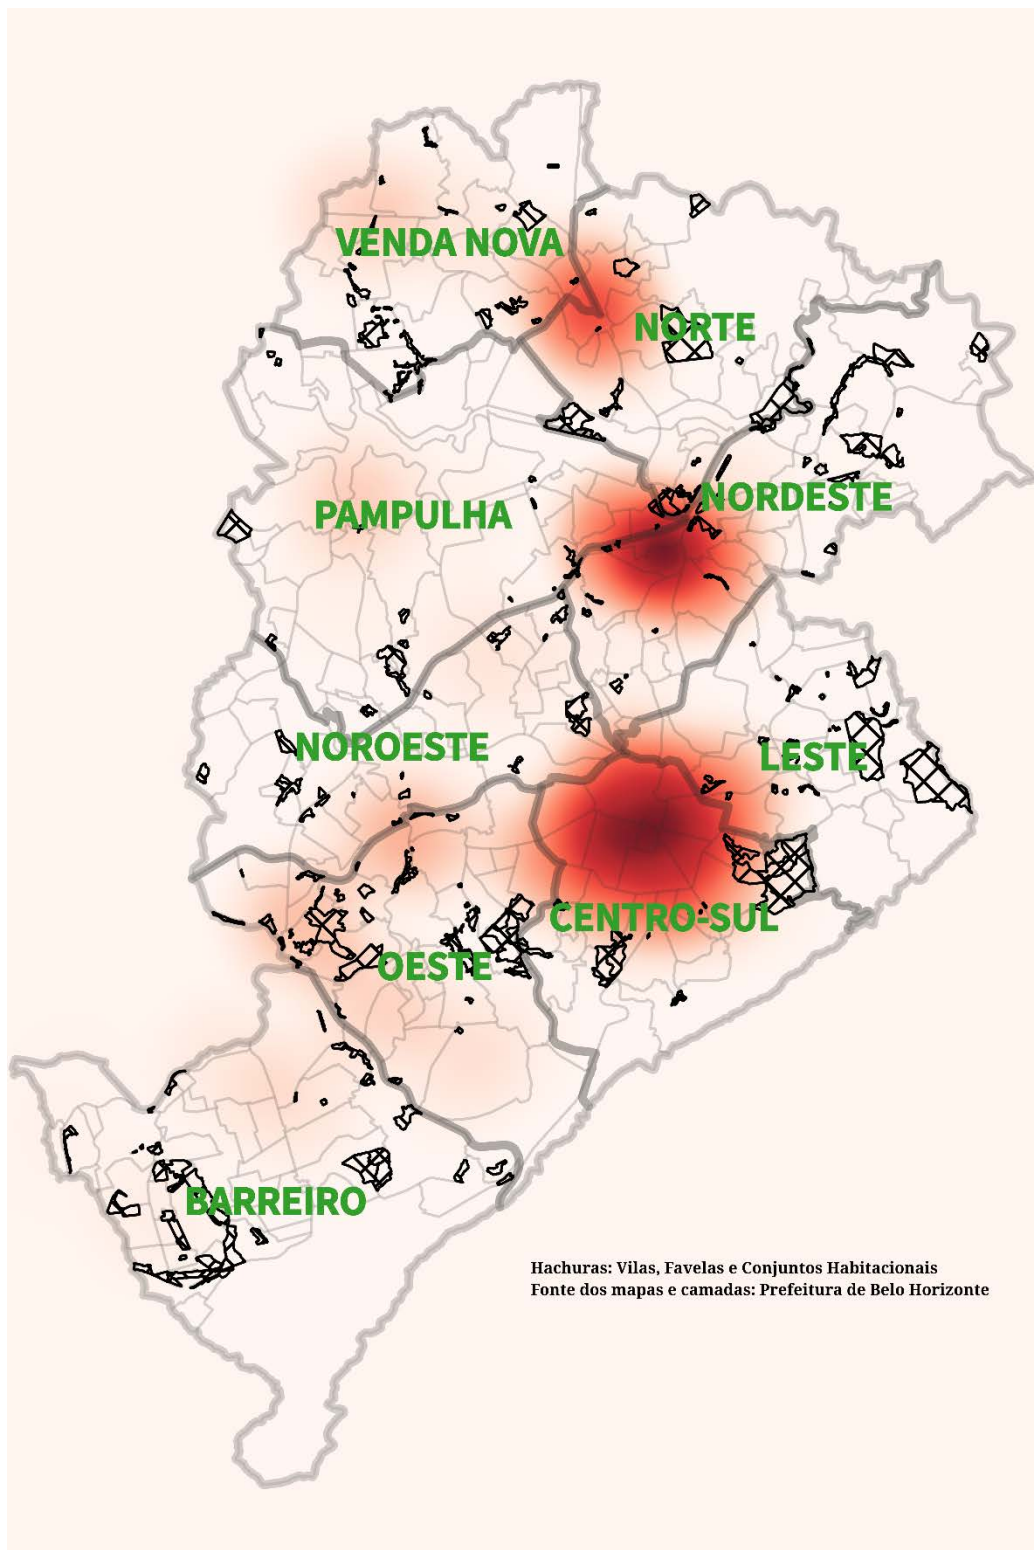 VENDA NOVA
NORTE
NORDESTE
PAMPULHA
NOROESTE
LESTE
CENTRO-SUL
OESTE
BARREIRO
Hachuras: Vilas, Favelas e Conjuntos Habitacionais
Fonte dos mapas e camadas: Prefeitura de Belo Horizonte